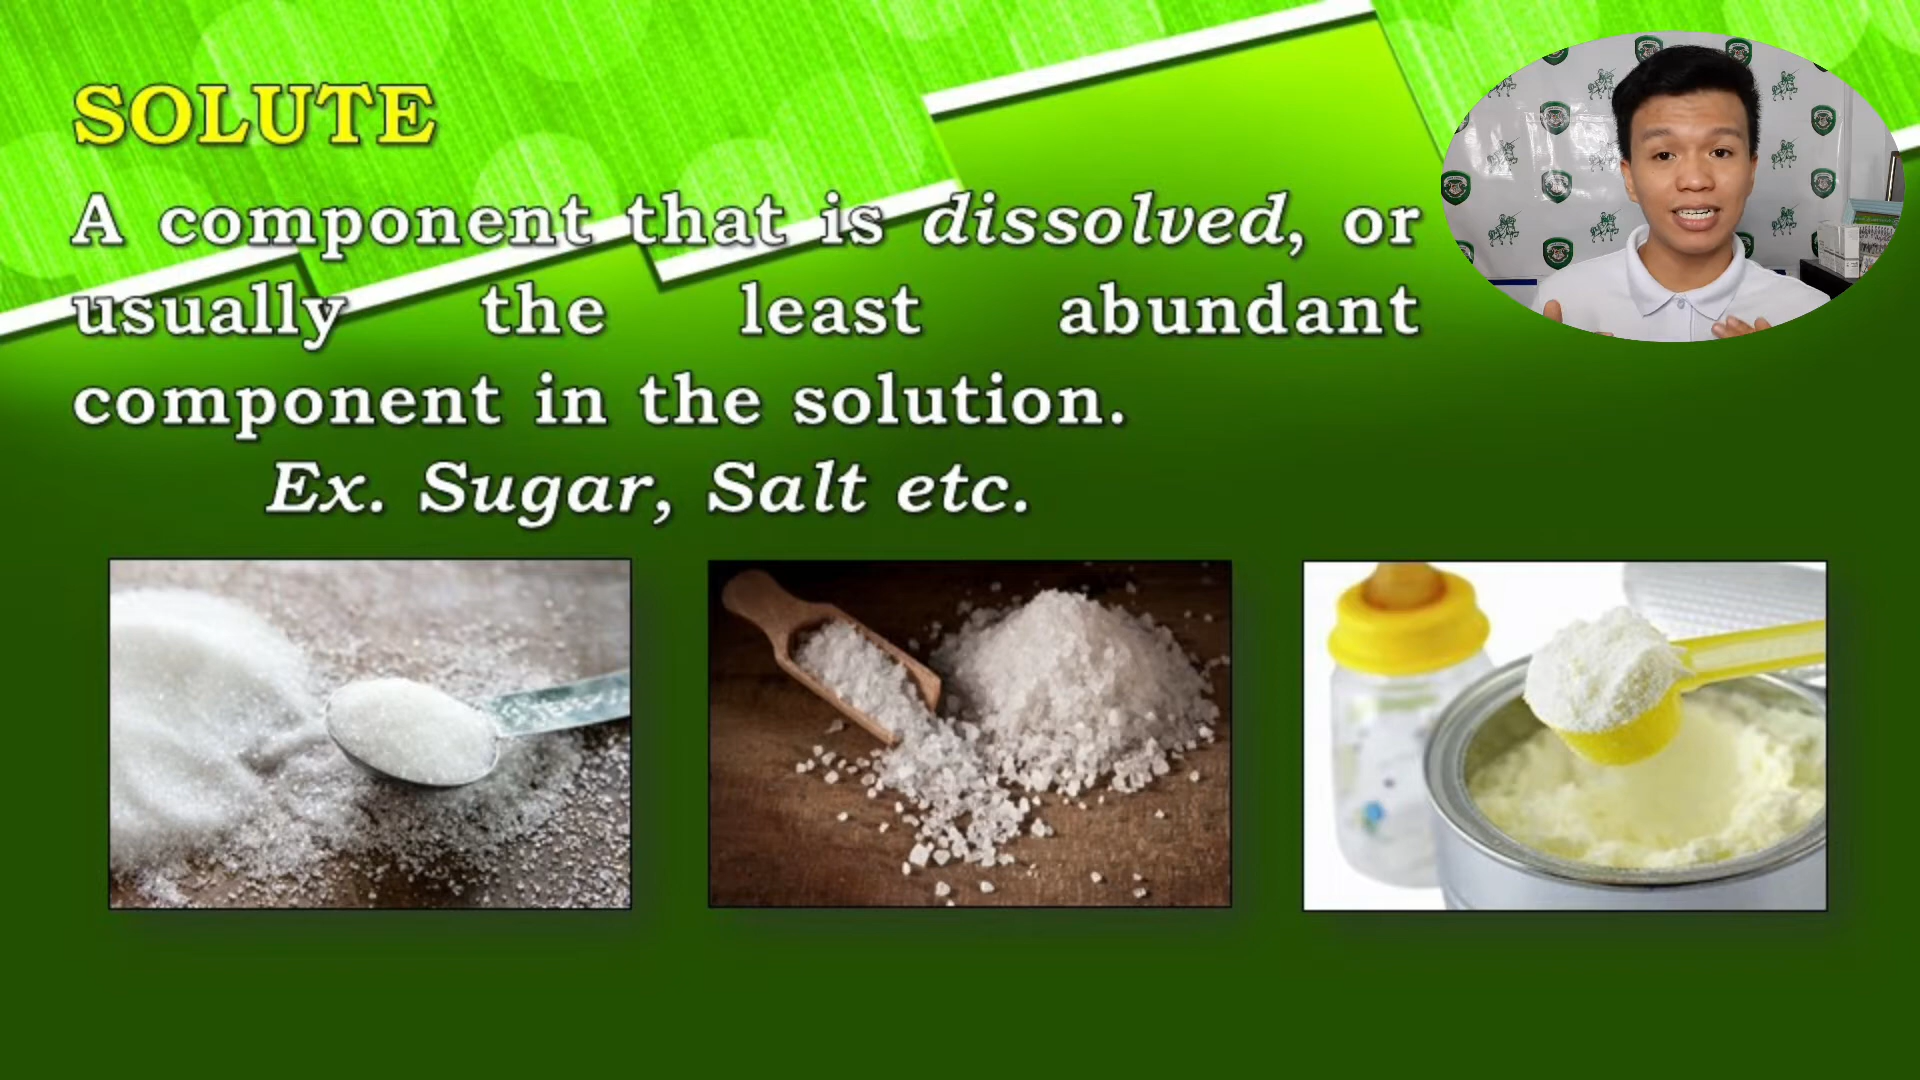 SOLUTE
A component that is dissolved, or
usually the least abundant
component in the solution.
Ex. Sugar, Salt etc.